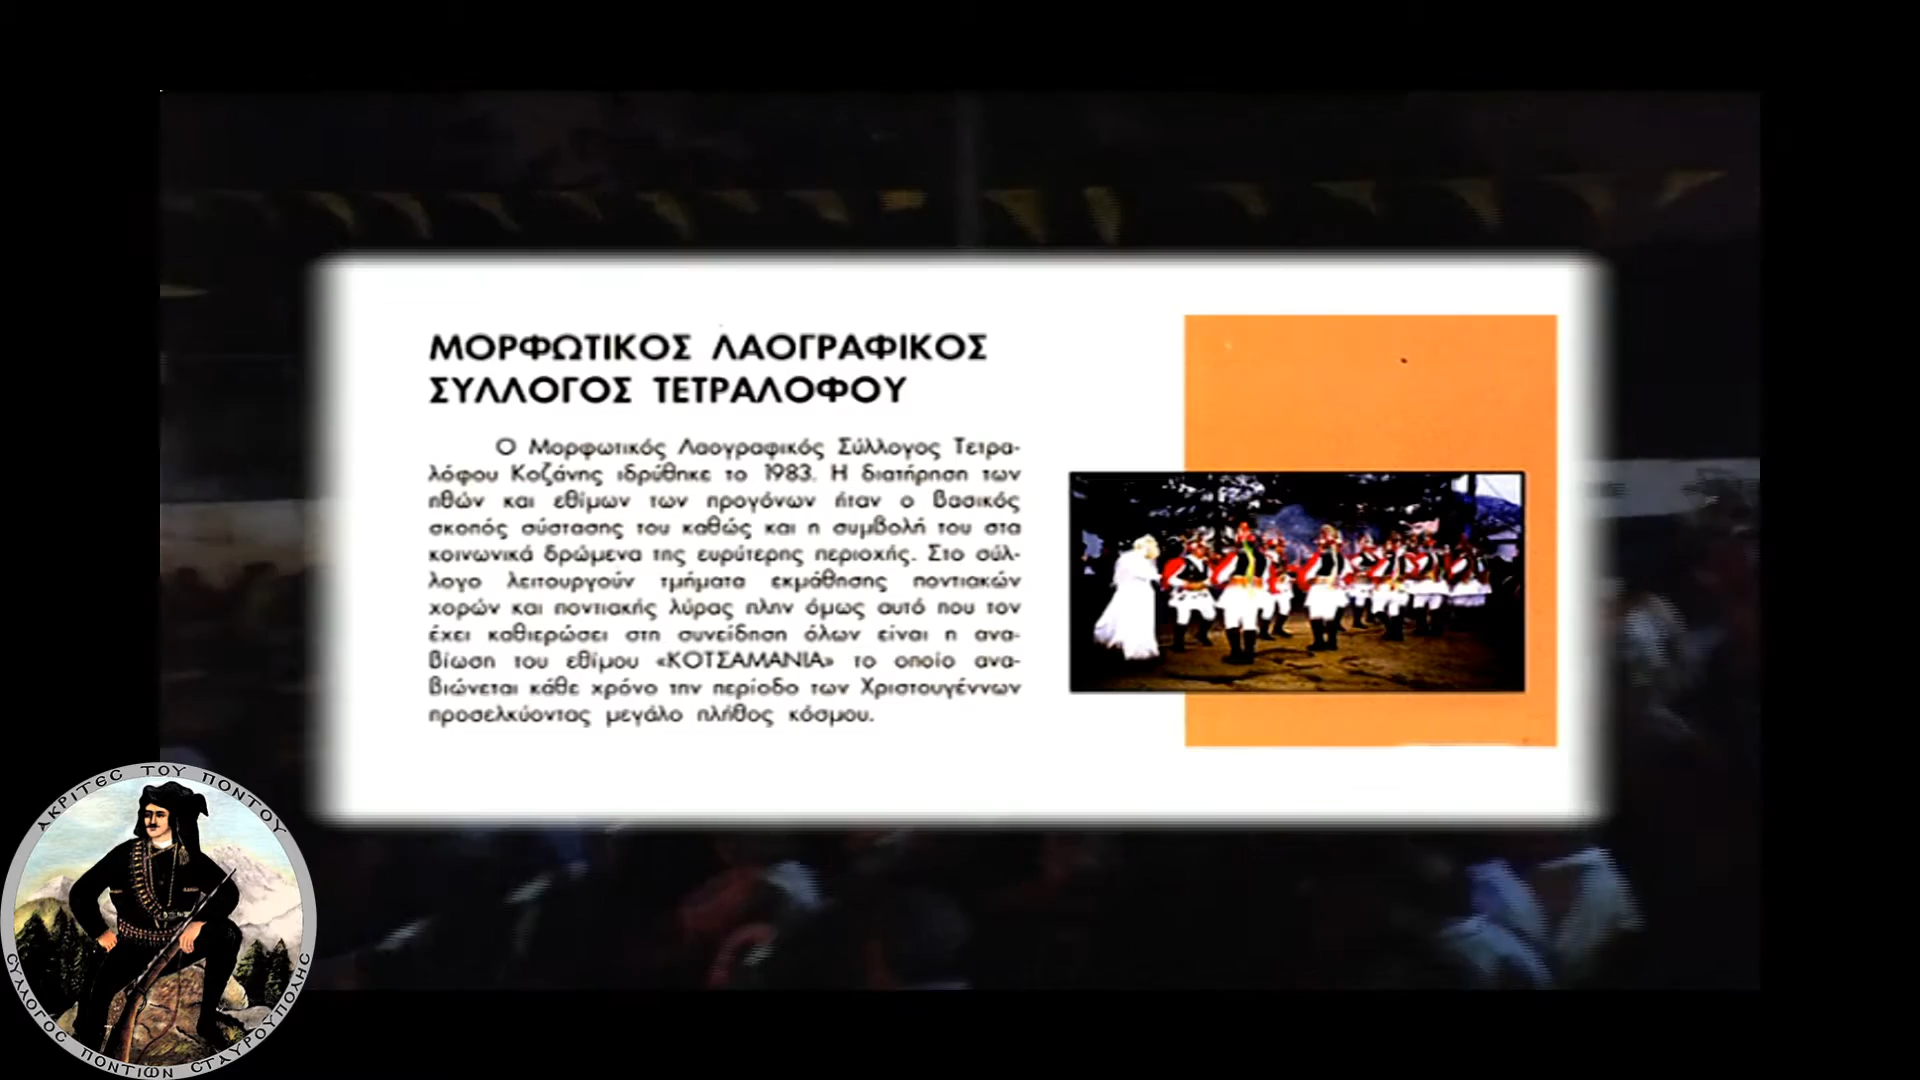 ΜΟΡΦΩΤΙΚΟΣ ΛΑΟΓΡΑΦΙΚΟΣ
ΣΥΛΛΟΓΟΣ ΤΕΤΡΑΛΟΦΟΥ
Ο Μορφωτικός Λαογραφικός Σύλλογος Τετρα-
λόφου Κοζάνης ιδρύθηκε το 1983. Η διατήρηση των
ηθών και εθίμων των προγόνων ήταν ο βασικός
σκοπός σύστασης του καθώς και η συμβολή του στα
κοινωνικά δρώμενα της ευρύτερης περιοχής. Στο σύλ-
λογο λειτουργούν τμήματα εκμάθησης ποντιακών
χορών και ποντιακής λύρας πλην όμως αυτό που τον
έχει καθιερώσει στη συνείδηση όλων είναι η ανα-
βίωση του εθίμου «ΚΟΤΣΑΜΑΝΙΑ» το οποίο ανα-
βιώνεται κάθε χρόνο την περίοδο των Χριστουγέννων
προσελκύοντας μεγάλο πλήθος κόσμου.
ΑΚΡΙΤΕΣ ΤΟΥ ΠΟΝΤΟΥ
ΣΥΛΛΟΓΟΣ ΠΟΝΤΙΩΝ ΣΤΑΥΡΟΥΠΟΛΗΣ